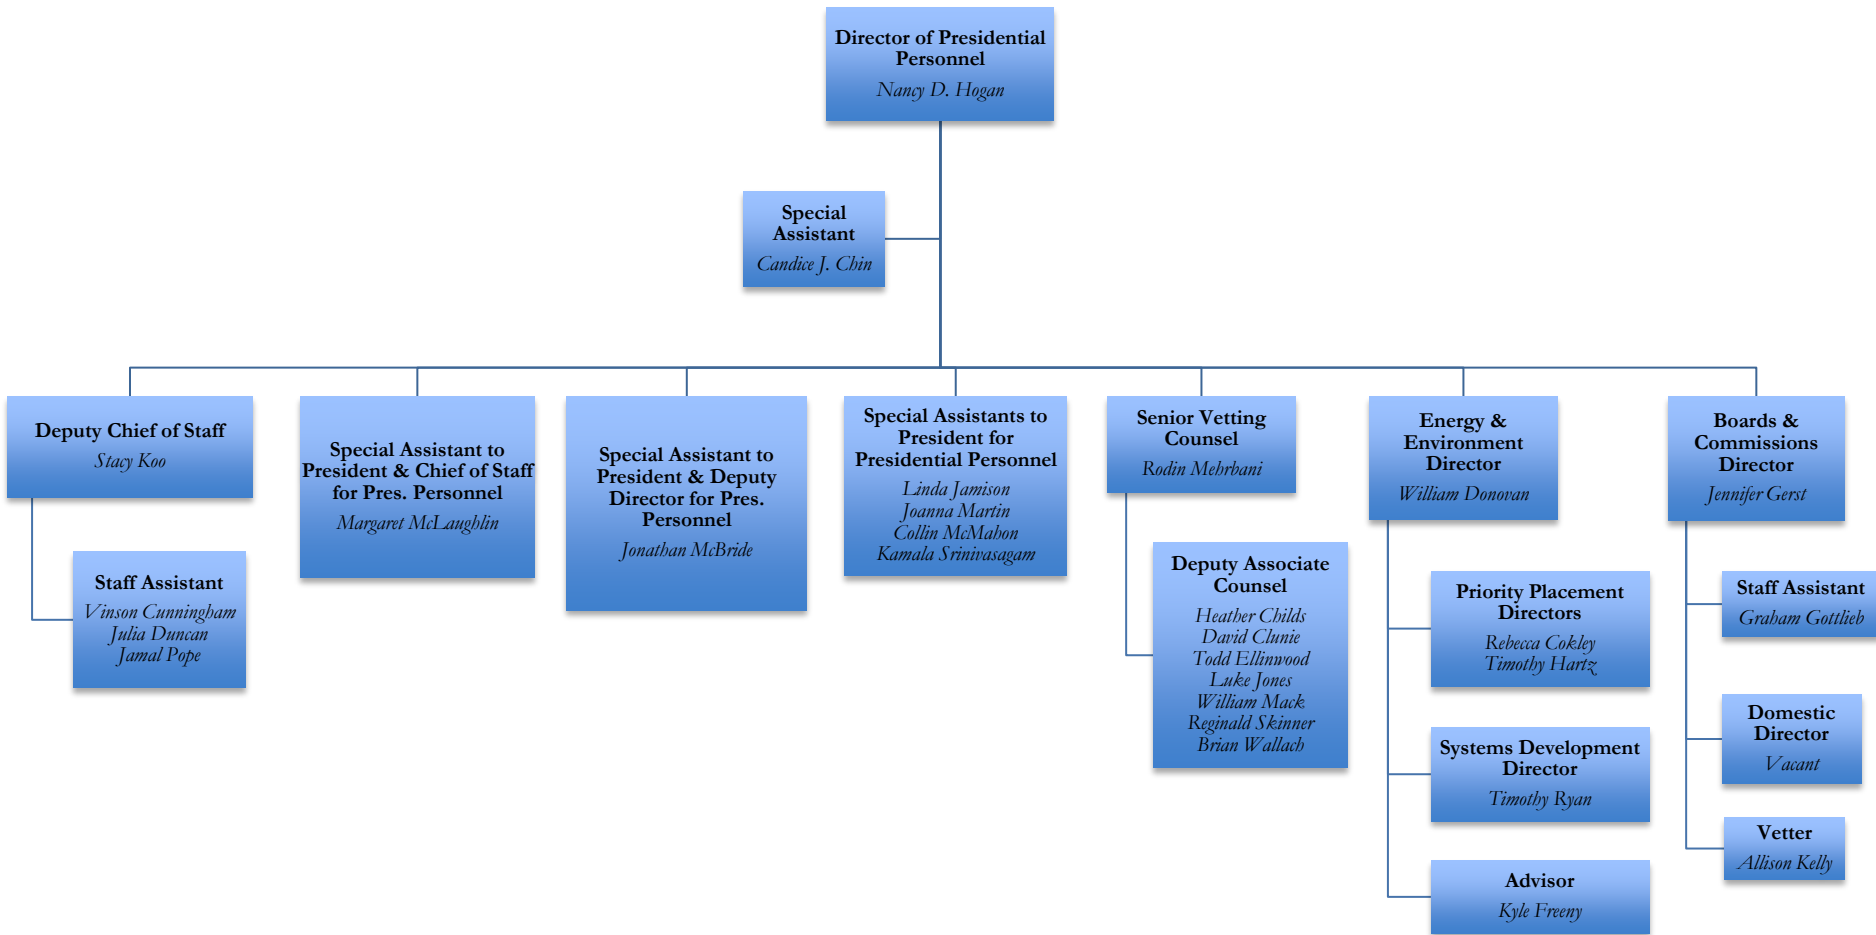 Director of Presidential
Personnel
Nancy D. Hogan
Special
Assistant
Candice J. Chin
Deputy Chief of Staff
Stacy Koo
Staff Assistant
Vinson Cunningham
Julia Duncan
Jamal Pope
Special Assistant to
President & Chief of Staff
for Pres. Personnel
Margaret McLaughlin
Special Assistant to
President & Deputy
Director for Pres.
Personnel
Jonathan McBride
Special Assistants to
President for
Presidential Personnel
Linda Jamison
Joanna Martin
Collin McMahon
Kamala Srinivasagam
Senior Vetting
Counsel
Rodin Mehrbani
Deputy Associate
Counsel
Heather Childs
David Clunie
Todd Ellinwood
Luke Jones
William Mack
Reginald Skinner
Brian Wallach
Energy &
Environment
Director
William Donovan
Priority Placement
Directors
Rebecca Cokley
Timothy Hartz
Systems Development
Director
Timothy Ryan
Advisor
Kyle Freeny
Boards &
Commissions
Director
Jennifer Gerst
Staff Assistant
Graham Gottlieb
Domestic
Director
Vacant
Vetter
Allison Kelly